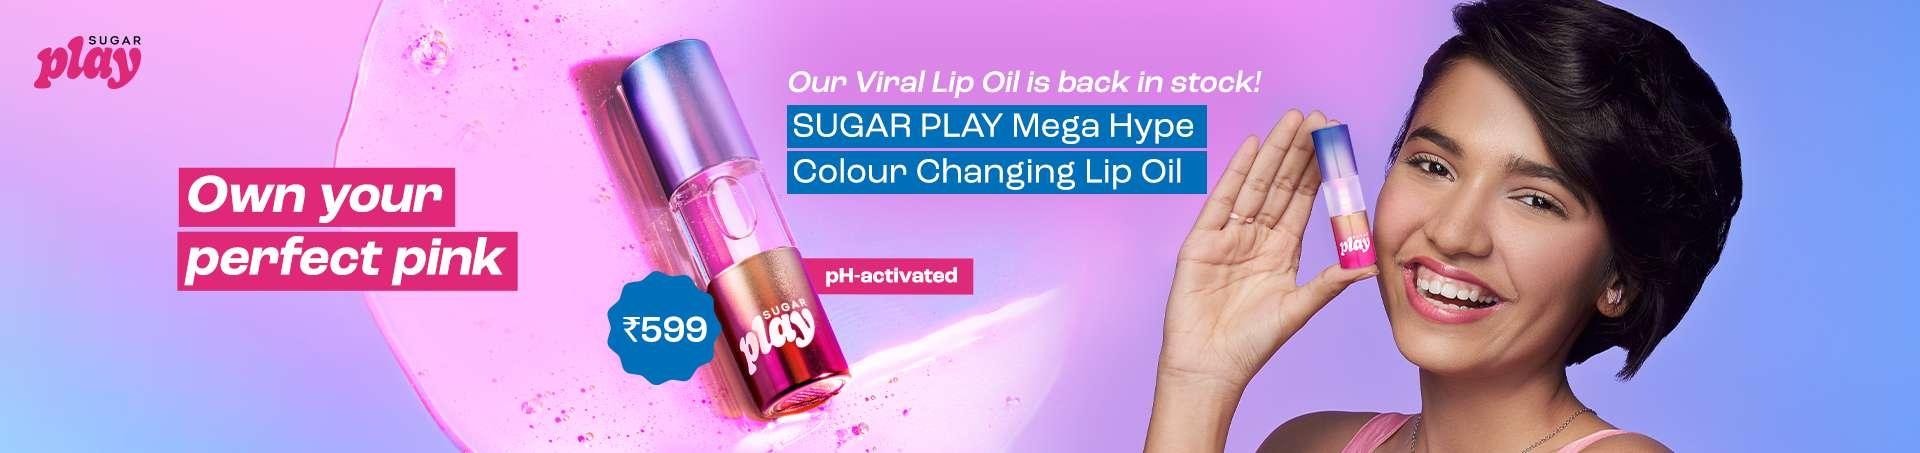 SUGAR
play
Own your
perfect pink
₹599
SUGAR
play
Our Viral Lip Oil is back in stock!
SUGAR PLAY Mega Hype
Colour Changing Lip Oil
pH-activated
play